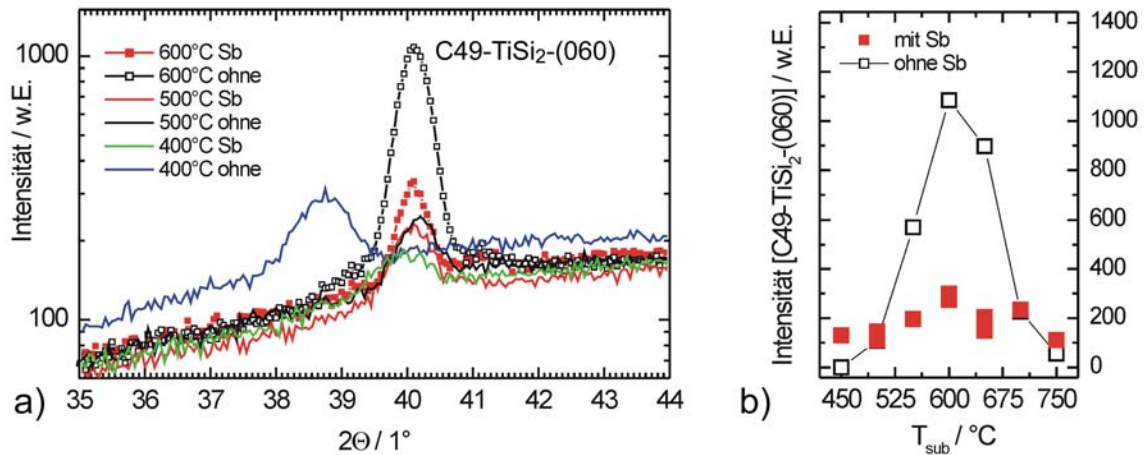 1000
100
Intensität / w.E.
600°C Sb
600°C ohne
500°C Sb
500°C ohne
400°C Sb
400°C ohne
C49-TiSi₂-(060)
35 36 37 38 39 40 41 42 43 44
2Θ / 1°
a)
mit Sb
ohne Sb
1400
1200
1000
800
600
400
200
0
Intensität [C49-TiSi₂-(060)] / w.E.
450 525 600 675 750
T_sub / °C
b)